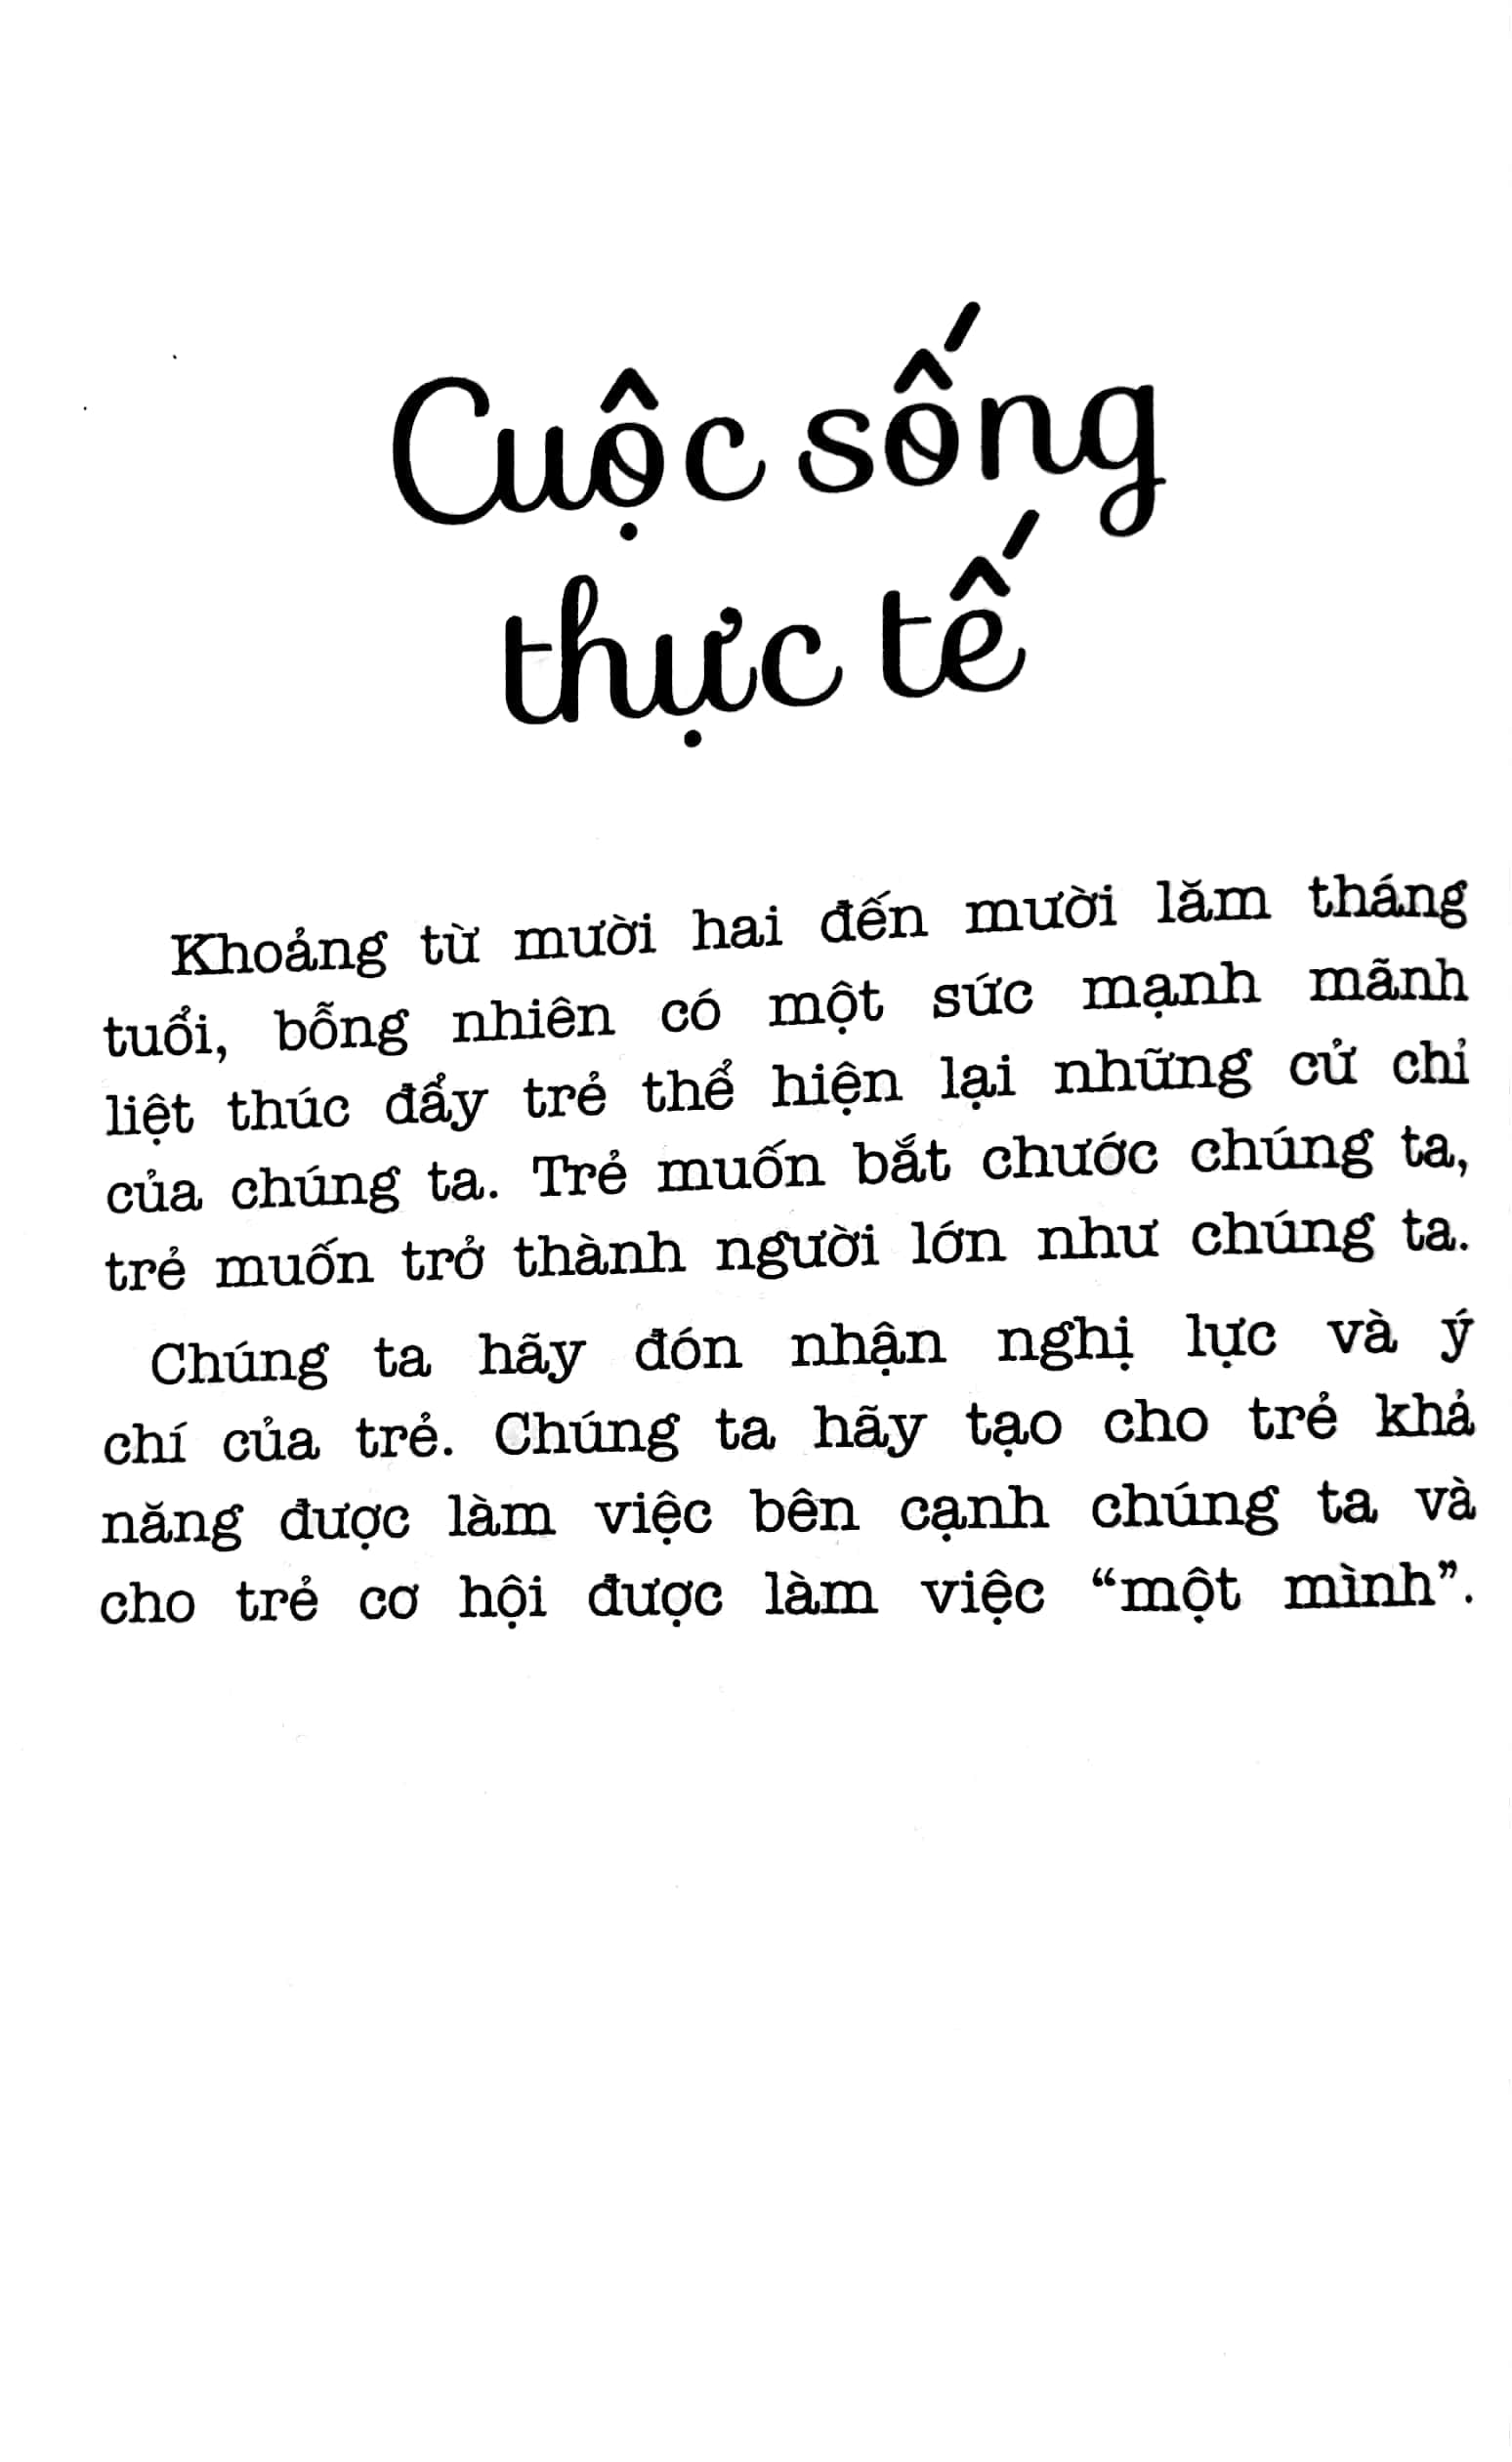 Cuộc sống
thực tế
Khoảng từ mười hai đến mười lăm tháng
tuổi, bỗng nhiên có một sức mạnh mãnh
liệt thúc đẩy trẻ thể hiện lại những cử chỉ
của chúng ta. Trẻ muốn bắt chước chúng ta,
trẻ muốn trở thành người lớn như chúng ta.
Chúng ta hãy đón nhận nghị lực và ý
chí của trẻ. Chúng ta hãy tạo cho trẻ khả
năng được làm việc bên cạnh chúng ta và
cho trẻ cơ hội được làm việc “một mình”.